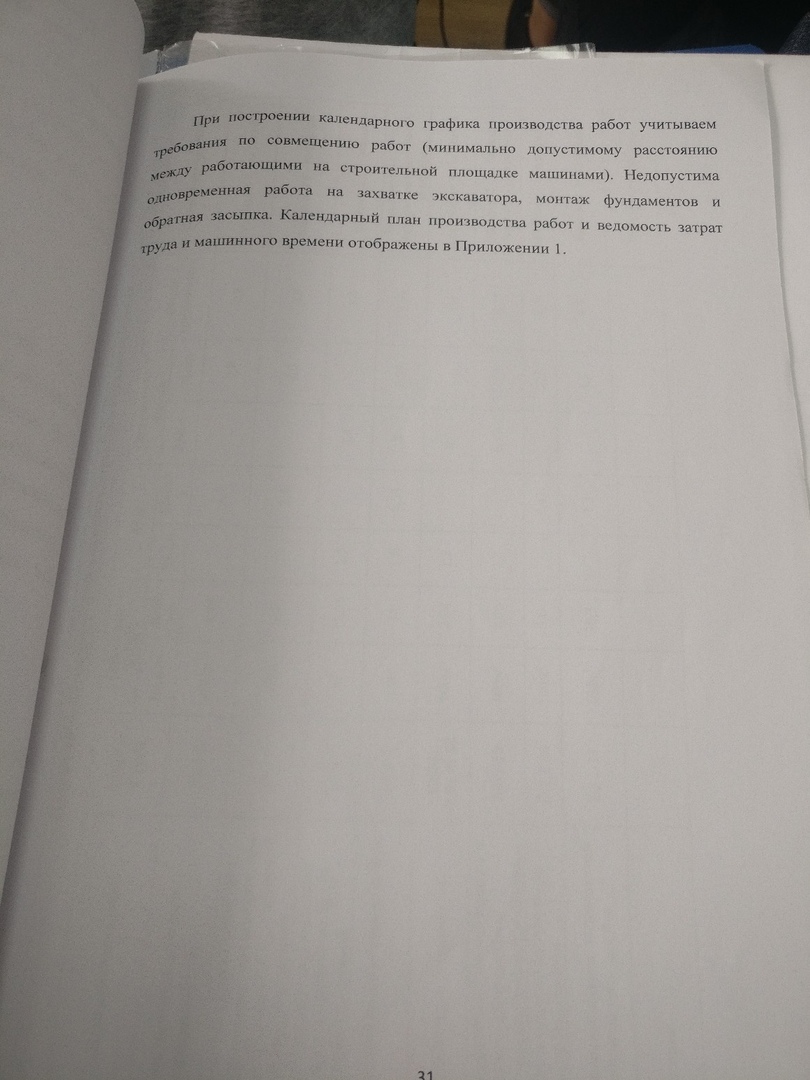 При построении календарного графика производства работ учитываем
требования по совмещению работ (минимально допустимому расстоянию
между работающими на строительной площадке машинами). Недопустима
одновременная работа на захватке экскаватора, монтаж фундаментов и
обратная засыпка. Календарный план производства работ и ведомость затрат
труда и машинного времени отображены в Приложении 1.
31